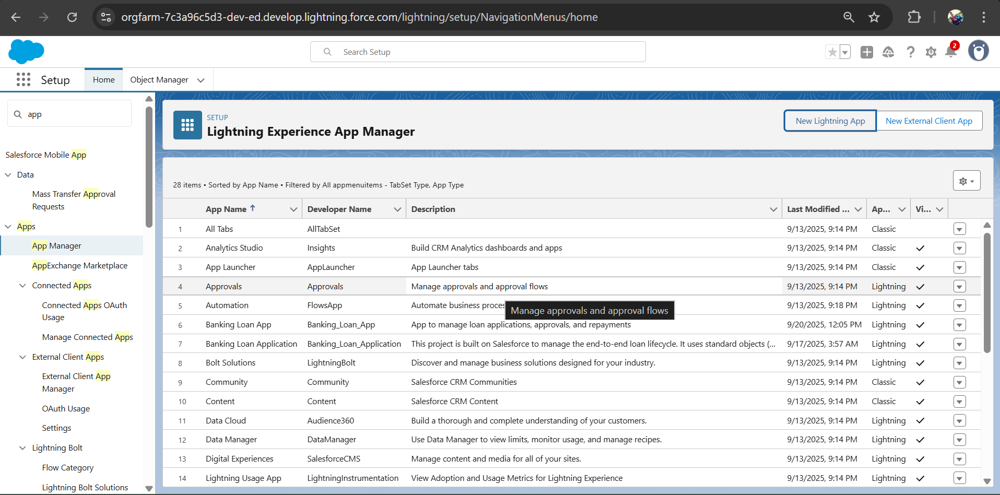 orgfarm-7c3a96c5d3-dev-ed.develop.lightning.force.com/lightning/setup/NavigationMenus/home
Search Setup
2
Setup
Home
Object Manager
app
Salesforce Mobile App
Data
Mass Transfer Approval
Requests
Apps
App Manager
AppExchange Marketplace
Connected Apps
Connected Apps OAuth
Usage
Manage Connected Apps
External Client Apps
External Client App
Manager
OAuth Usage
Settings
Lightning Bolt
Flow Category
Lightning Bolt Solutions
SETUP
Lightning Experience App Manager
New Lightning App
New External Client App
28 items • Sorted by App Name • Filtered by All appmenuitems - TabSet Type, App Type
App Name Developer Name Description Last Modified ... Ap... Vi...
1 All Tabs AllTabSet 9/13/2025, 9:14 PM Classic
2 Analytics Studio Insights Build CRM Analytics dashboards and apps 9/13/2025, 9:14 PM Classic
3 App Launcher AppLauncher App Launcher tabs 9/13/2025, 9:14 PM Classic
4 Approvals Approvals Manage approvals and approval flows 9/13/2025, 9:14 PM Lightning
5 Automation FlowsApp Automate business proces 9/13/2025, 9:18 PM Lightning
Manage approvals and approval flows
6 Banking Loan App Banking_Loan_App App to manage loan applications, approvals, and repayments 9/20/2025, 12:05 PM Lightning
7 Banking Loan Application Banking_Loan_Application This project is built on Salesforce to manage the end-to-end loan lifecycle. It uses standard objects (... 9/17/2025, 3:57 AM Lightning
8 Bolt Solutions LightningBolt Discover and manage business solutions designed for your industry. 9/13/2025, 9:14 PM Lightning
9 Community Community Salesforce CRM Communities 9/13/2025, 9:14 PM Classic
10 Content Content Salesforce CRM Content 9/13/2025, 9:14 PM Classic
11 Data Cloud Audience360 Build a thorough and complete understanding of your customers. 9/13/2025, 9:14 PM Lightning
12 Data Manager DataManager Use Data Manager to view limits, monitor usage, and manage recipes. 9/13/2025, 9:14 PM Lightning
13 Digital Experiences SalesforceCMS Manage content and media for all of your sites. 9/13/2025, 9:14 PM Lightning
14 Lightning Usage App LightningInstrumentation View Adoption and Usage Metrics for Lightning Experience 9/13/2025, 9:14 PM Lightning